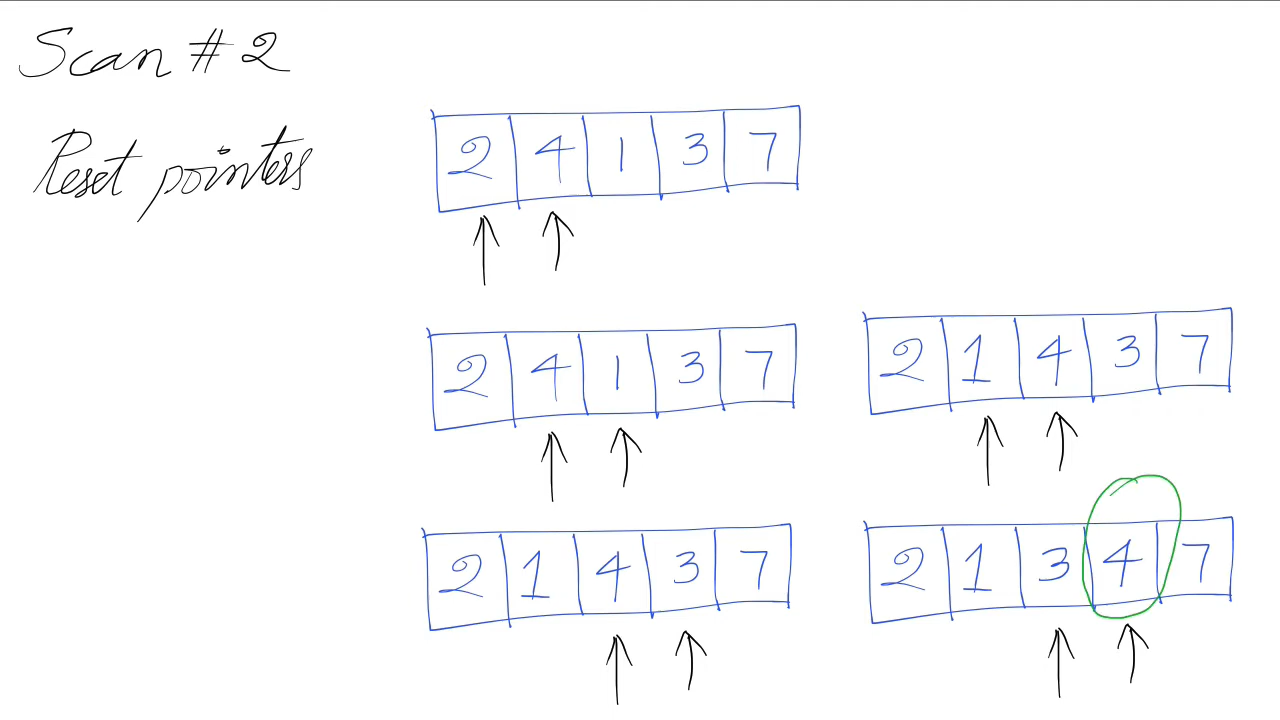 Scan #2
Reset pointers
2 4 1 3 7
2 4 1 3 7
2 1 4 3 7
2 1 4 3 7
2 1 3 4 7